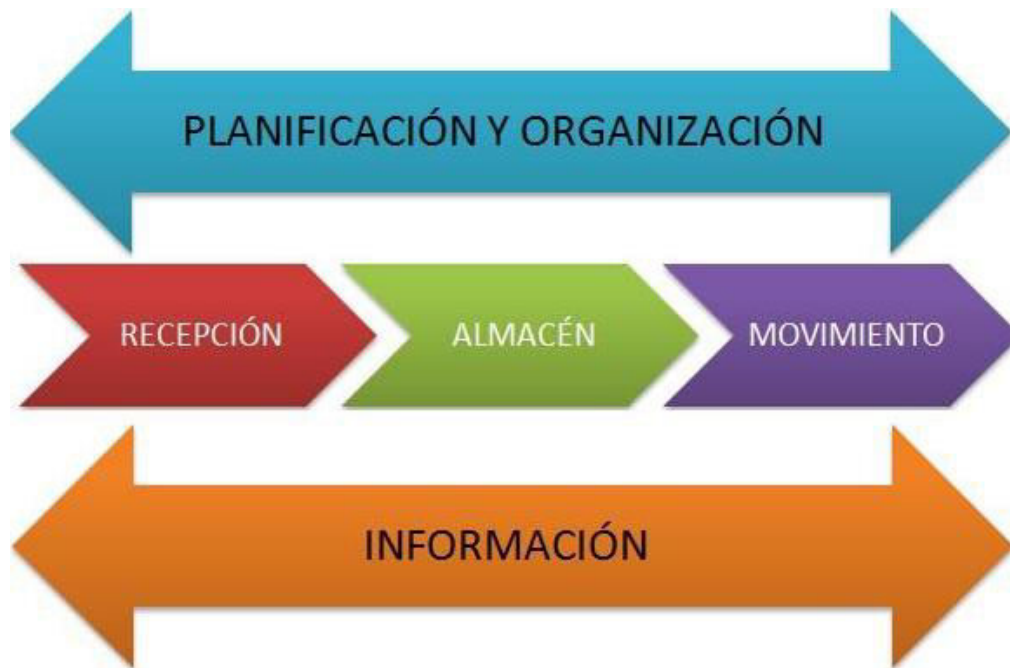 PLANIFICACIÓN Y ORGANIZACIÓN
RECEPCIÓN
ALMACÉN
MOVIMIENTO
INFORMACIÓN